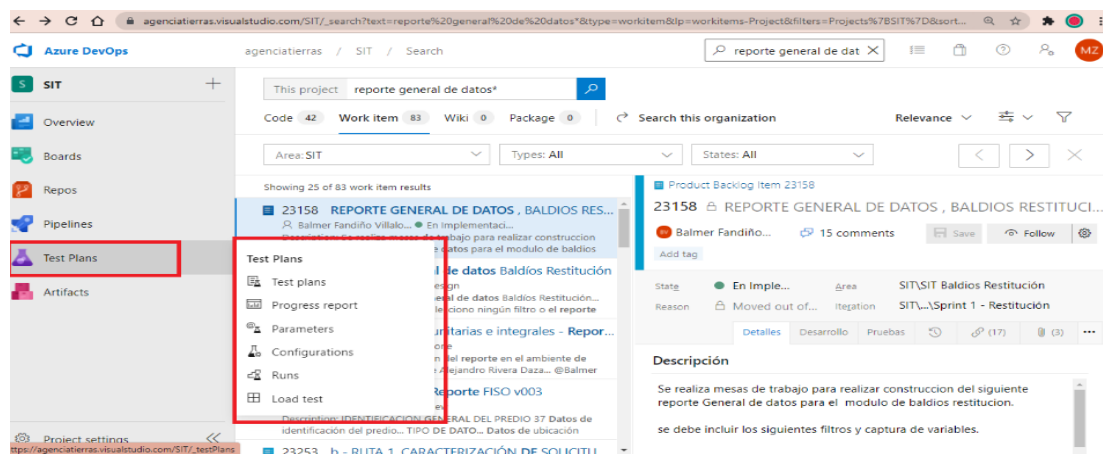 agenciatierras.visualstudio.com/SIT/_search?text=reporte%20general%20de%20datos*&type=workitem&lp=workitems-Project&filters=Projects%7BSIT%7D&sort...
Azure DevOps
agenciatierras / SIT / Search
reporte general de dat
MZ
S SIT
This project reporte general de datos*
Overview
Code 42 Work item 83 Wiki 0 Package 0 Search this organization Relevance
Boards
Area: SIT Types: All States: All
Repos
Showing 25 of 83 work item results
Product Backlog Item 23158
23158 REPORTE GENERAL DE DATOS , BALDIOS RES...
23158 REPORTE GENERAL DE DATOS , BALDIOS RESTITUCI...
Pipelines
Balmer Fandiño Villalo... En Implementaci...
Balmer Fandiño... 15 comments Save Follow
de trabajo para realizar construccion
datos para el modulo de baldios
Add tag
Test Plans
Test Plans
de datos Baldíos Restitución
Test plans
sign
State En Imple... Area SIT\SIT Baldios Restitución
Artifacts
de datos Baldíos Restitución...
Progress report
ningún filtro o el reporte
Reason Moved out of... Iteration SIT\...\Sprint 1 - Restitución
Parameters
unitarias e integrales - Repor...
Detalles Desarrollo Pruebas (17) (3)
Configurations
del reporte en el ambiente de
Alejandro Rivera Daza... @Balmer
Descripción
Runs
Reporte FISO v003
Se realiza mesas de trabajo para realizar construccion del siguiente
reporte General de datos para el modulo de baldios restitucion.
Load test
Description: IDENTIFICACION GENERAL DEL PREDIO 37 Datos de
identificación del predio... TIPO DE DATO... Datos de ubicación
se debe incluir los siguientes filtros y captura de variables.
Project settings
ttps://agenciatierras.visualstudio.com/SIT/_testPlans
23253 b - RUTA 1. CARACTERIZACIÓN DE SOLICITU